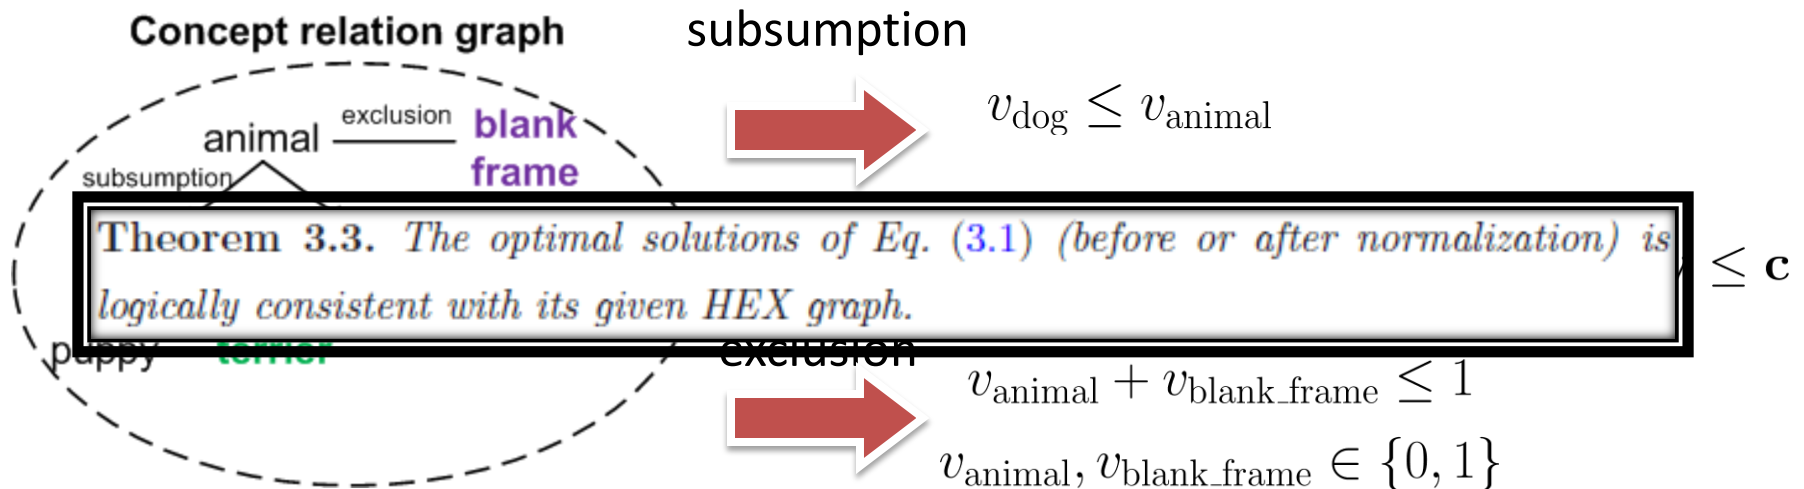 Concept relation graph
subsumption
animal
exclusion
blank
frame
subsumption
v_dog ≤ v_animal
Theorem 3.3. The optimal solutions of Eq. (3.1) (before or after normalization) is
logically consistent with its given HEX graph.
≤ c
puppy
terrier
exclusion
v_animal + v_blank_frame ≤ 1
v_animal, v_blank_frame ∈ {0, 1}